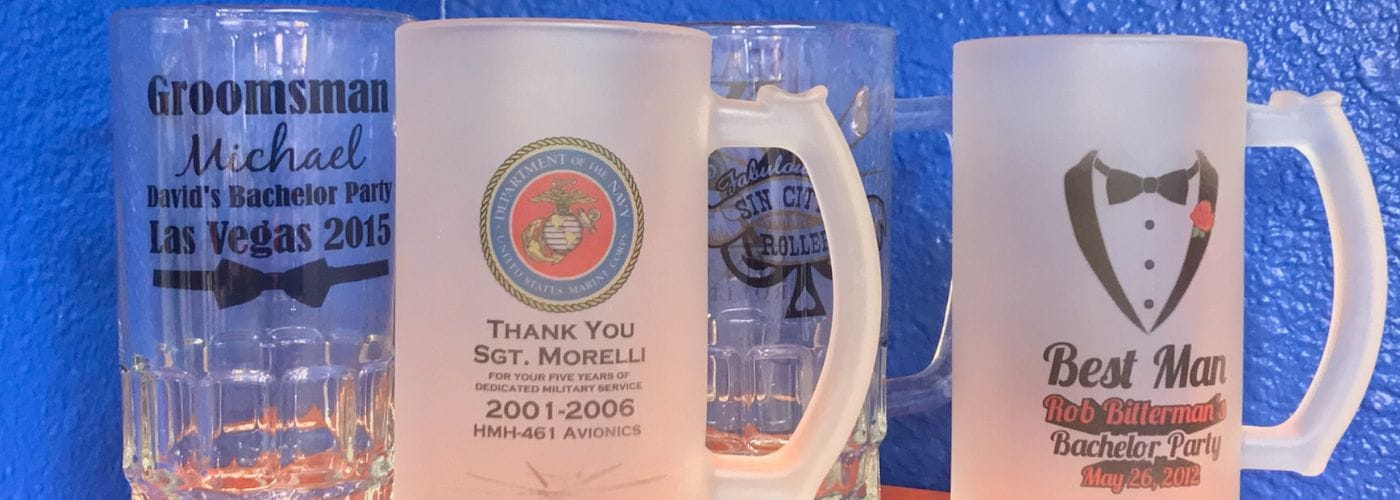 Groomsman
Michael
David's Bachelor Party
Las Vegas 2015
DEPARTMENT OF THE NAVY
UNITED STATES MARINE CORPS
THANK YOU
SGT. MORELLI
FOR YOUR FIVE YEARS OF
DEDICATED MILITARY SERVICE
2001-2006
HMH-461 AVIONICS
SIN
Best Man
Rob Bitterman's
Bachelor Party
May 26, 2012